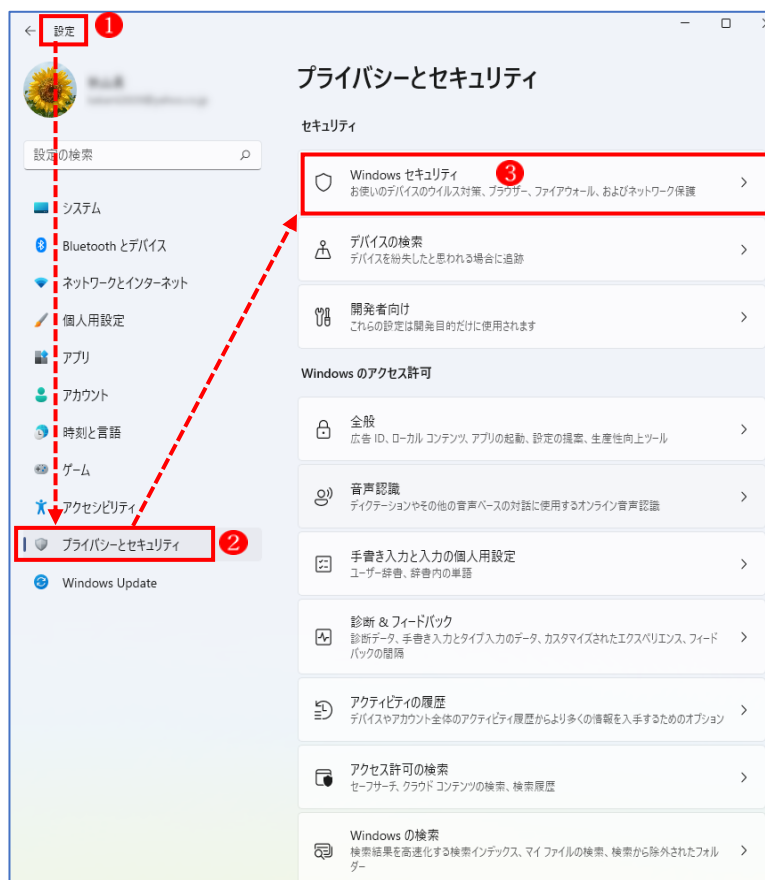 設定
1
プライバシーとセキュリティ
セキュリティ
設定の検索
Windows セキュリティ
3
お使いのデバイスのウイルス対策、ブラウザー、ファイアウォール、およびネットワーク保護
システム
Bluetooth とデバイス
ネットワークとインターネット
個人用設定
アプリ
アカウント
時刻と言語
ゲーム
アクセシビリティ
プライバシーとセキュリティ
2
Windows Update
デバイスの検索
デバイスを紛失したと思われる場合に追跡
開発者向け
これらの設定は開発目的だけに使用されます
Windows のアクセス許可
全般
広告 ID、ローカル コンテンツ、アプリの起動、設定の提案、生産性向上ツール
音声認識
ディクテーションやその他の音声ベースの対話に使用するオンライン音声認識
手書き入力と入力の個人用設定
ユーザー辞書、辞書内の単語
診断 & フィードバック
診断データ、手書き入力とタイプ入力のデータ、カスタマイズされたエクスペリエンス、フィード
バックの間隔
アクティビティの履歴
デバイスやアカウント全体のアクティビティ履歴からより多くの情報を入手するためのオプション
アクセス許可の検索
セーフサーチ、クラウド コンテンツの検索、検索履歴
Windows の検索
検索結果を高速化する検索インデックス、マイ ファイルの検索、検索から除外されたフォル
ダー